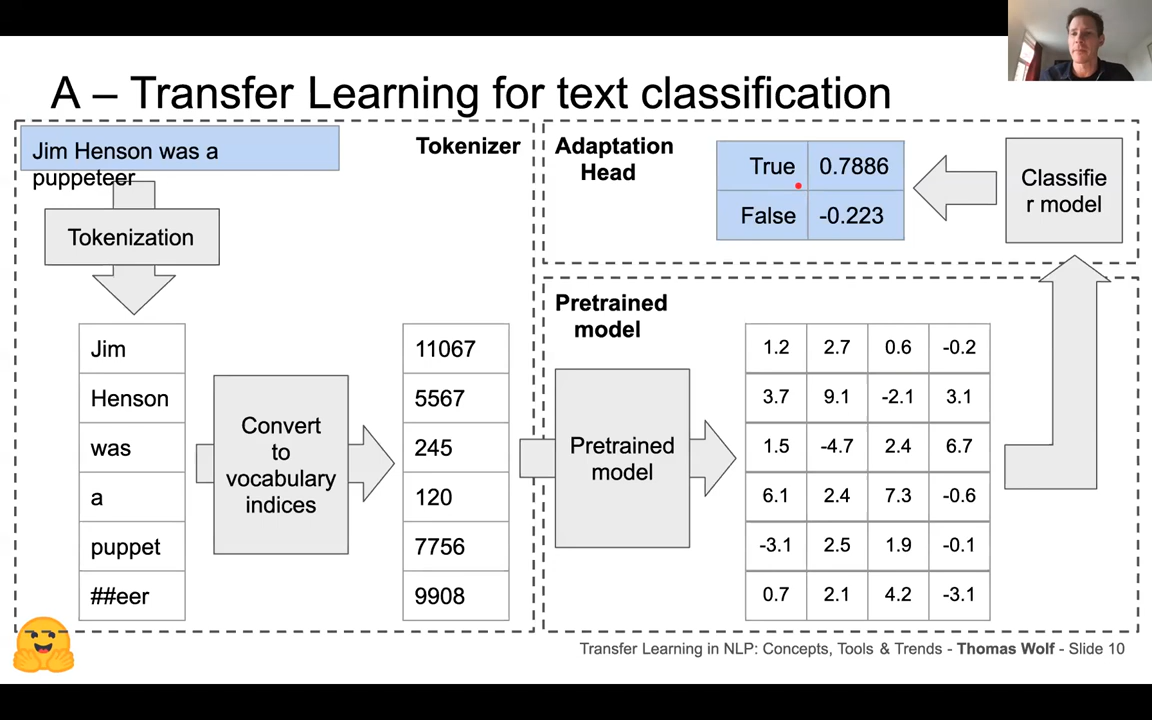 A – Transfer Learning for text classification
Jim Henson was a
puppeteer
Tokenizer
Tokenization
Jim
Henson
was
a
puppet
##eer
Convert
to
vocabulary
indices
11067
5567
245
120
7756
9908
Adaptation
Head
True 0.7886
False -0.223
Classifie
r model
Pretrained
model
Pretrained
model
1.2 2.7 0.6 -0.2
3.7 9.1 -2.1 3.1
1.5 -4.7 2.4 6.7
6.1 2.4 7.3 -0.6
-3.1 2.5 1.9 -0.1
0.7 2.1 4.2 -3.1
Transfer Learning in NLP: Concepts, Tools & Trends - Thomas Wolf - Slide 10